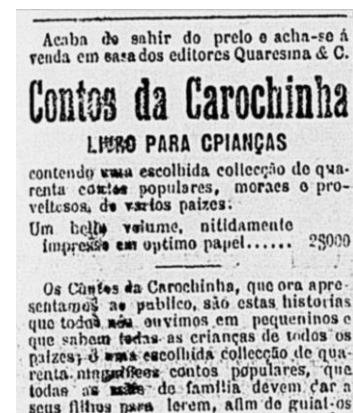 Acaba de sahir do prelo e acha-se á
venda em casa dos editores Quaresma & C.
Contos da Carochinha
LIVRO PARA CRIANÇAS
contendo uma escolhida collecção de qua-
renta contos populares, moraes e pro-
veitosos, de varios paizes:
Um bello volume, nitidamente
impresso em optimo papel...... 2$000
Os Contos da Carochinha, que ora apre-
sentamos ao publico, são estas historias
que todos nós ouvimos em pequeninos e
que sabem todas as crianças de todos os
paizes; é uma escolhida collecção de qua-
renta magnificos contos populares, que
todas as mães de familia devem dar a
seus filhos para lerem, afim de guial-os